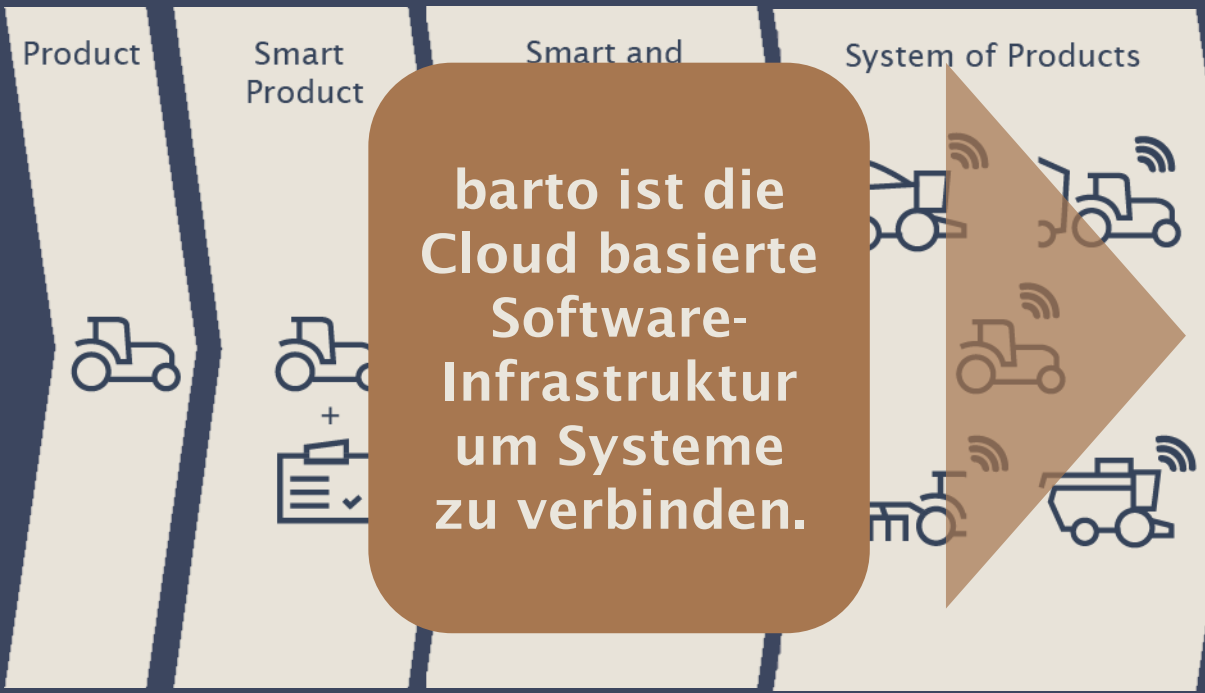 Product
Smart
Product
Smart and
System of Products
barto ist die
Cloud basierte
Software-
Infrastruktur
um Systeme
zu verbinden.
+